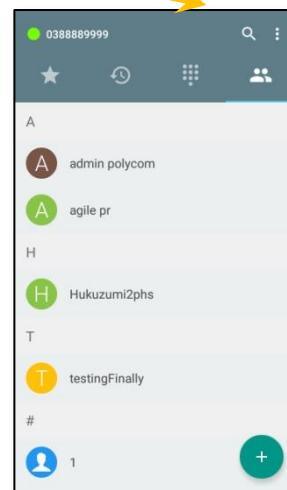 0388889999
A
A admin polycom
A agile pr
H
H Hukuzumi2phs
T
T testingFinally
#
1
+